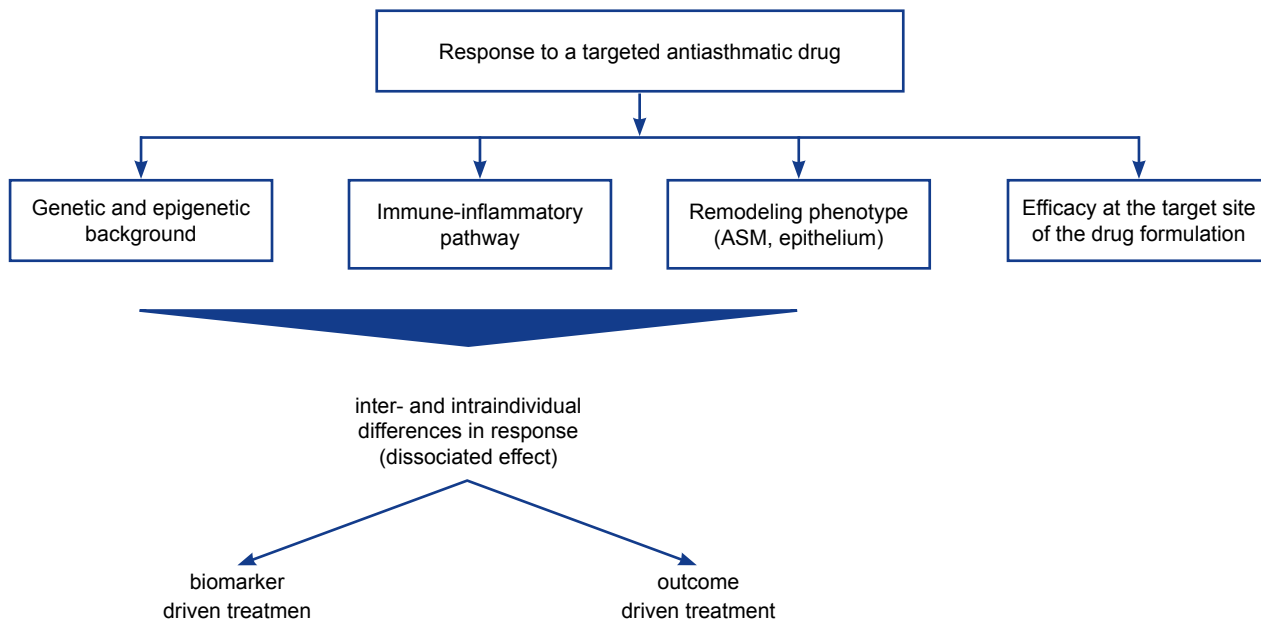 Response to a targeted antiasthmatic drug
Genetic and epigenetic
background
Immune-inflammatory
pathway
Remodeling phenotype
(ASM, epithelium)
Efficacy at the target site
of the drug formulation
inter- and intraindividual
differences in response
(dissociated effect)
biomarker
driven treatmen
outcome
driven treatment